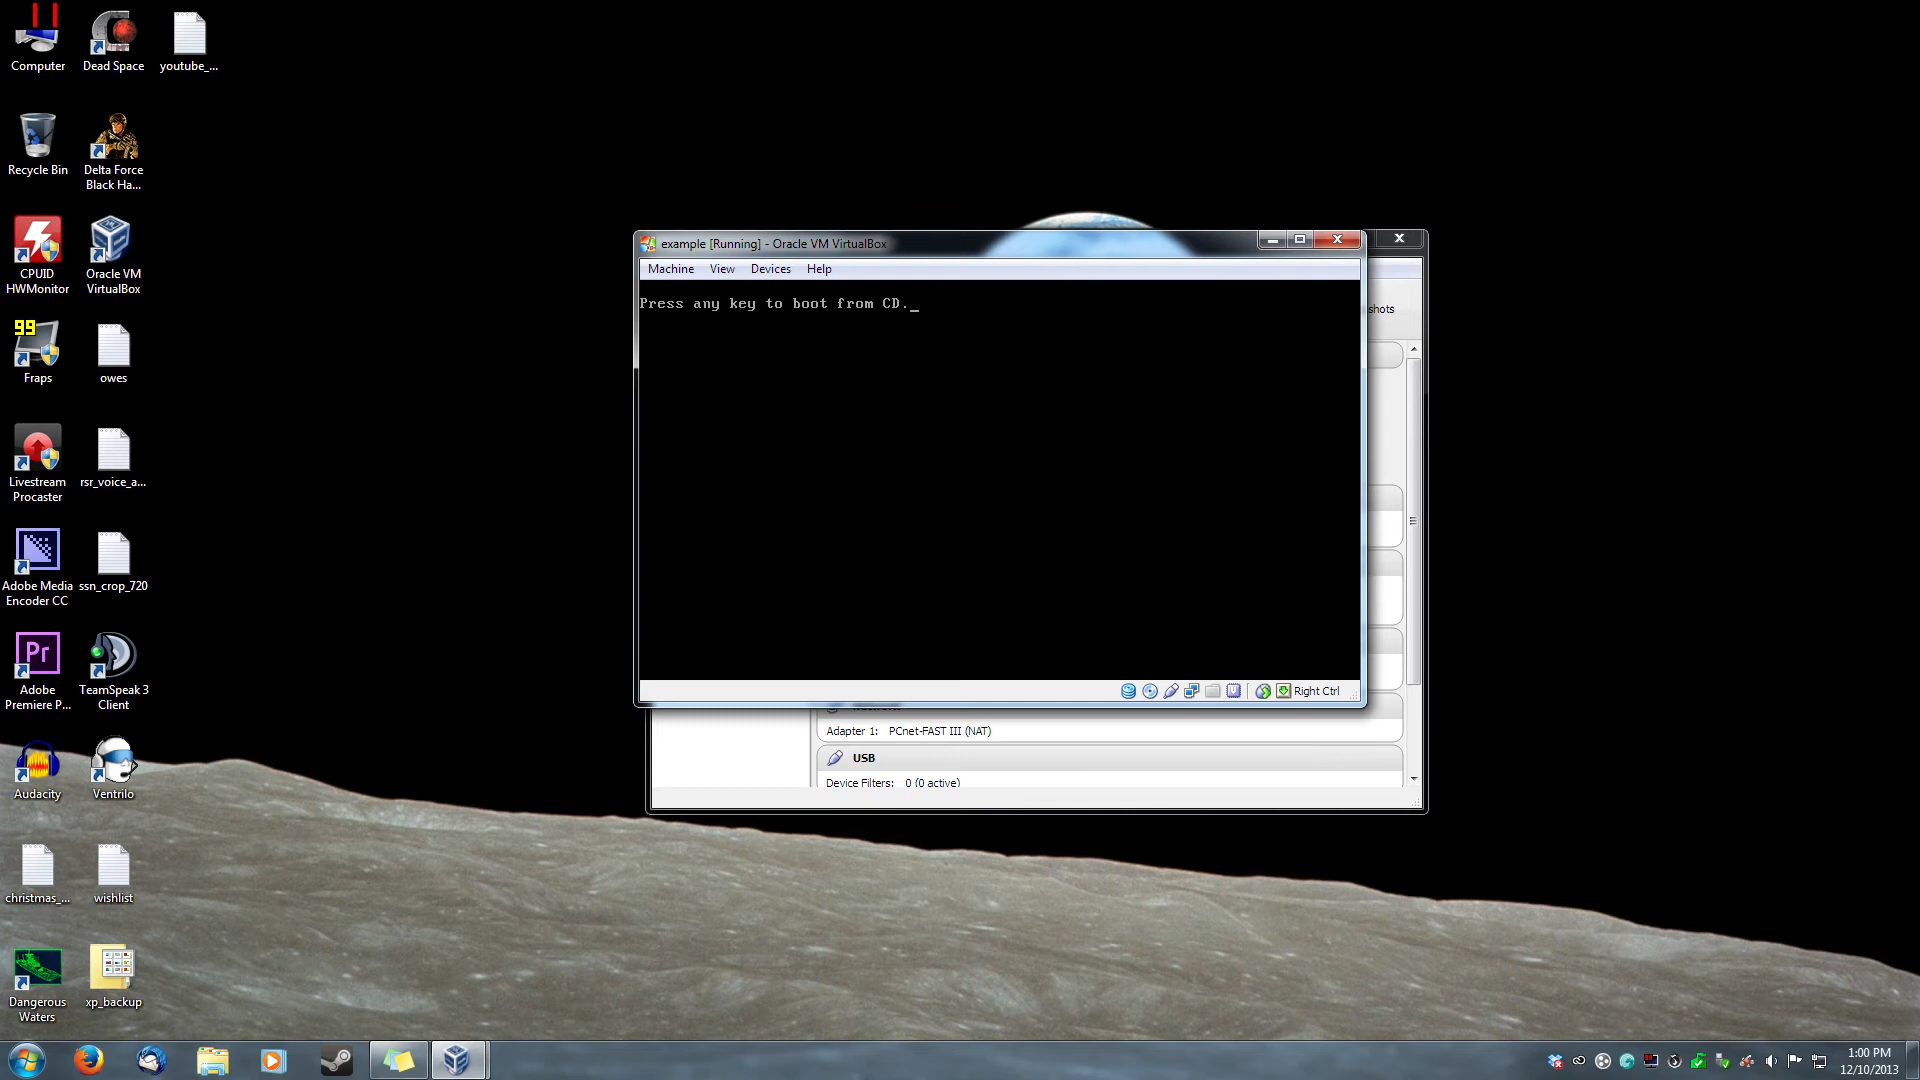 Computer
Dead Space
youtube_...
Recycle Bin
Delta Force
Black Ha...
CPUID
HWMonitor
Oracle VM
VirtualBox
99
Fraps
owes
Livestream
Procaster
rsr_voice_a...
Adobe Media
Encoder CC
ssn_crop_720
Pr
Adobe
Premiere P...
TeamSpeak 3
Client
Audacity
Ventrilo
christmas_...
wishlist
Dangerous
Waters
xp_backup
example [Running] - Oracle VM VirtualBox
Machine View Devices Help
Press any key to boot from CD._
shots
Right Ctrl
Adapter 1: PCnet-FAST III (NAT)
USB
Device Filters: 0 (0 active)
1:00 PM
12/10/2013